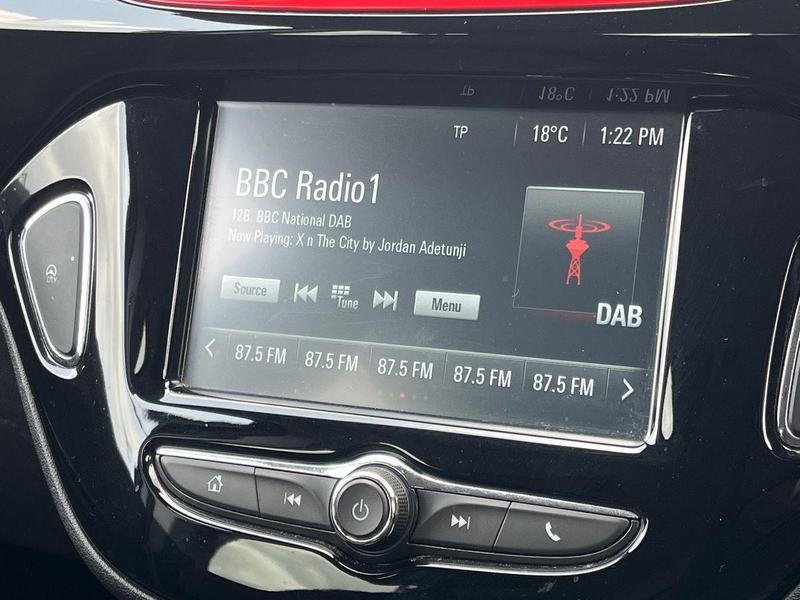 TP 18°C 1:22 PM
BBC Radio1
12B BBC National DAB
Now Playing: X n The City by Jordan Adetunji
Source Tune Menu
DAB
87.5 FM 87.5 FM 87.5 FM 87.5 FM 87.5 FM
CITY